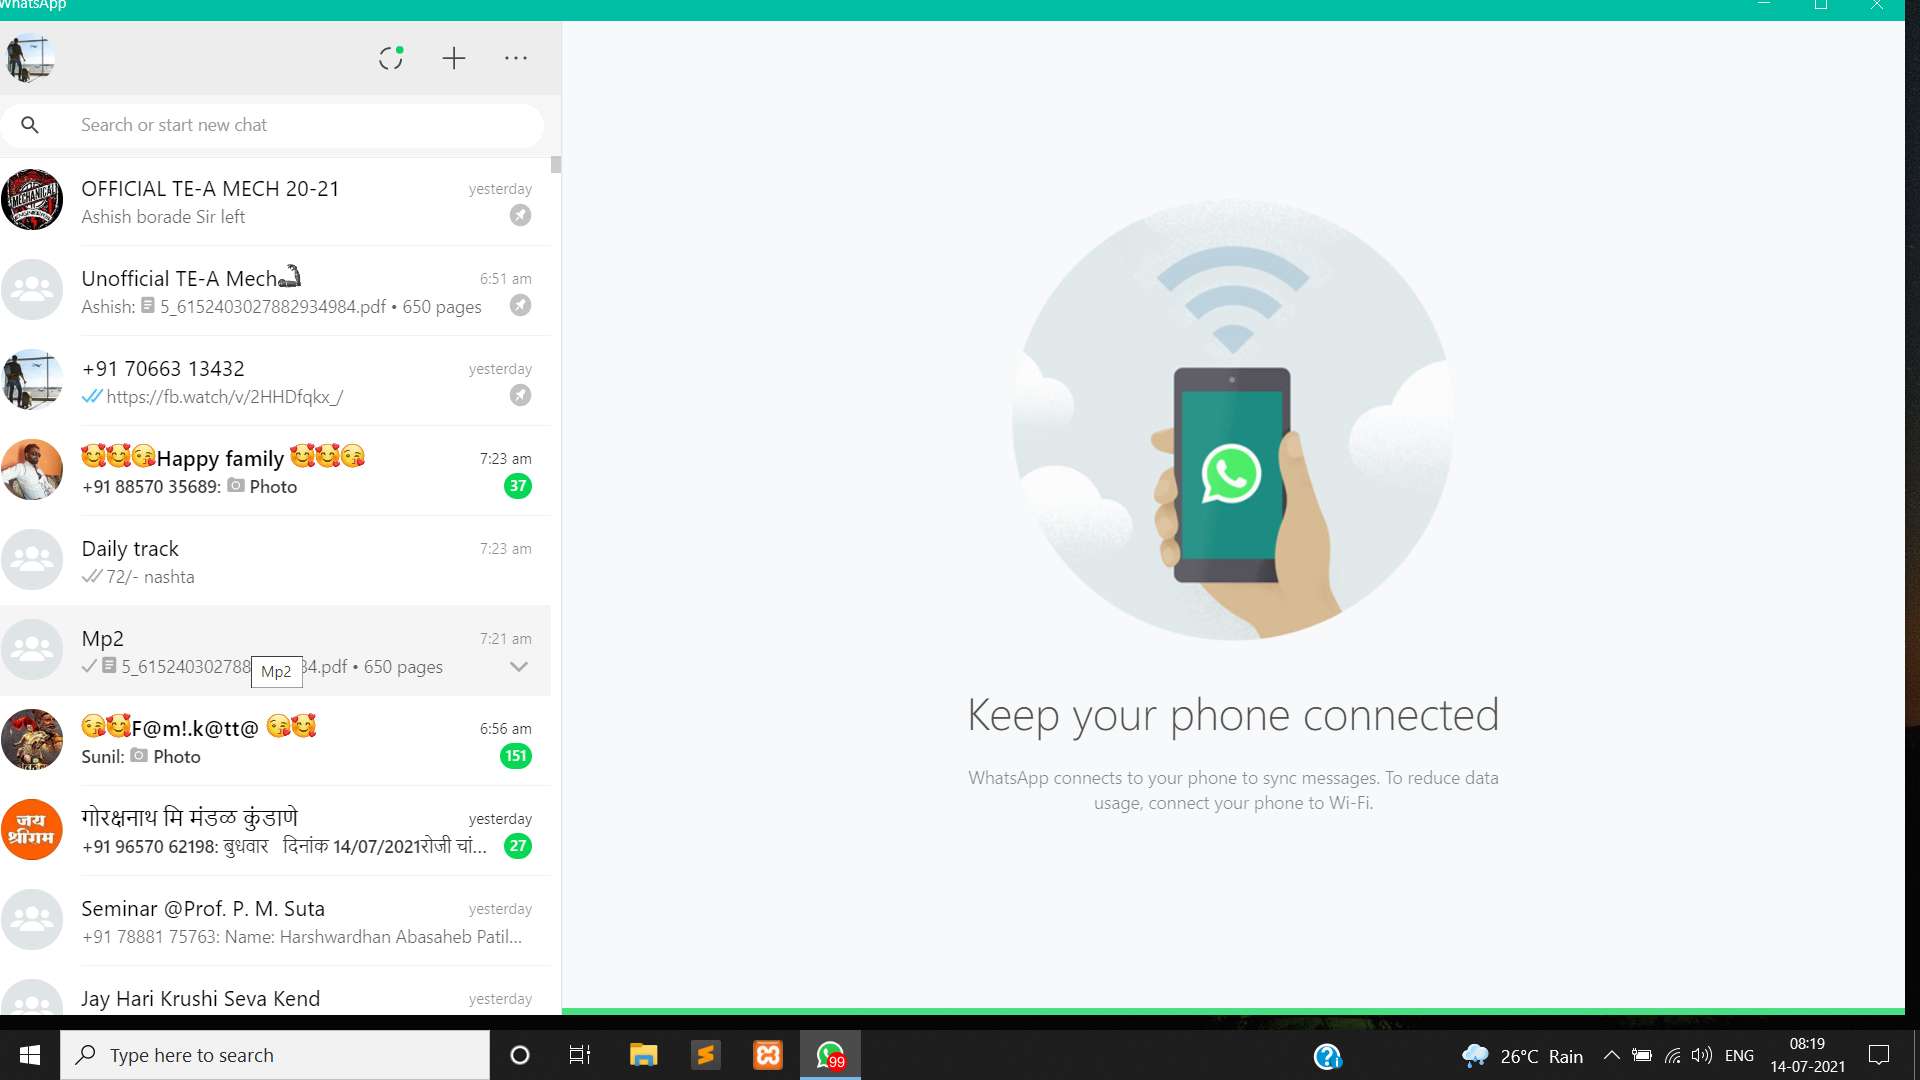 WhatsApp
Search or start new chat
OFFICIAL TE-A MECH 20-21
yesterday
Ashish borade Sir left
Unofficial TE-A Mech
6:51 am
Ashish: 5_6152403027882934984.pdf • 650 pages
+91 70663 13432
yesterday
https://fb.watch/v/2HHDfqkx_/
🥰🥰😘Happy family 🥰🥰😘
7:23 am
+91 88570 35689: Photo
37
Daily track
7:23 am
72/- nashta
Mp2
7:21 am
5_615240302788 34.pdf • 650 pages
Mp2
😘🥰F@m!.k@tt@ 😘🥰
6:56 am
Sunil: Photo
151
जय
श्रीराम
गोरक्षनाथ मि मंडळ कुंडाणे
yesterday
+91 96570 62198: बुधवार दिनांक 14/07/2021रोजी चां...
27
Seminar @Prof. P. M. Suta
yesterday
+91 78881 75763: Name: Harshwardhan Abasaheb Patil...
Jay Hari Krushi Seva Kend
yesterday
MECHANICAL
Keep your phone connected
WhatsApp connects to your phone to sync messages. To reduce data
usage, connect your phone to Wi-Fi.
Type here to search
99
26°C Rain
ENG
08:19
14-07-2021